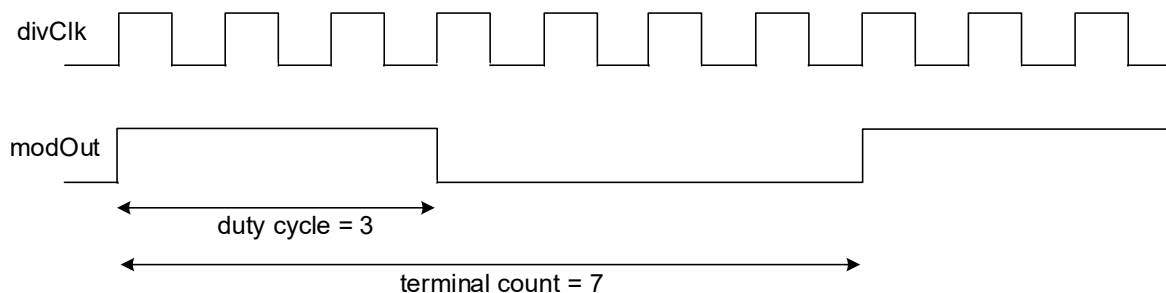 divClk
modOut
duty cycle = 3
terminal count = 7